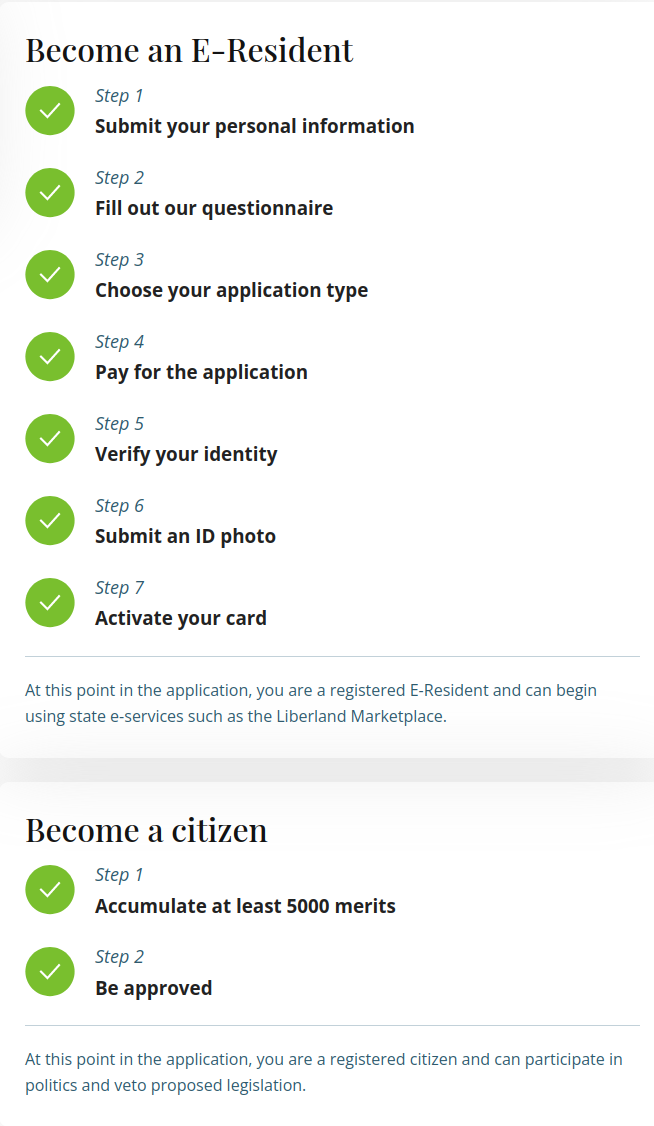 Become an E-Resident
Step 1
Submit your personal information
Step 2
Fill out our questionnaire
Step 3
Choose your application type
Step 4
Pay for the application
Step 5
Verify your identity
Step 6
Submit an ID photo
Step 7
Activate your card
At this point in the application, you are a registered E-Resident and can begin
using state e-services such as the Liberland Marketplace.
Become a citizen
Step 1
Accumulate at least 5000 merits
Step 2
Be approved
At this point in the application, you are a registered citizen and can participate in
politics and veto proposed legislation.